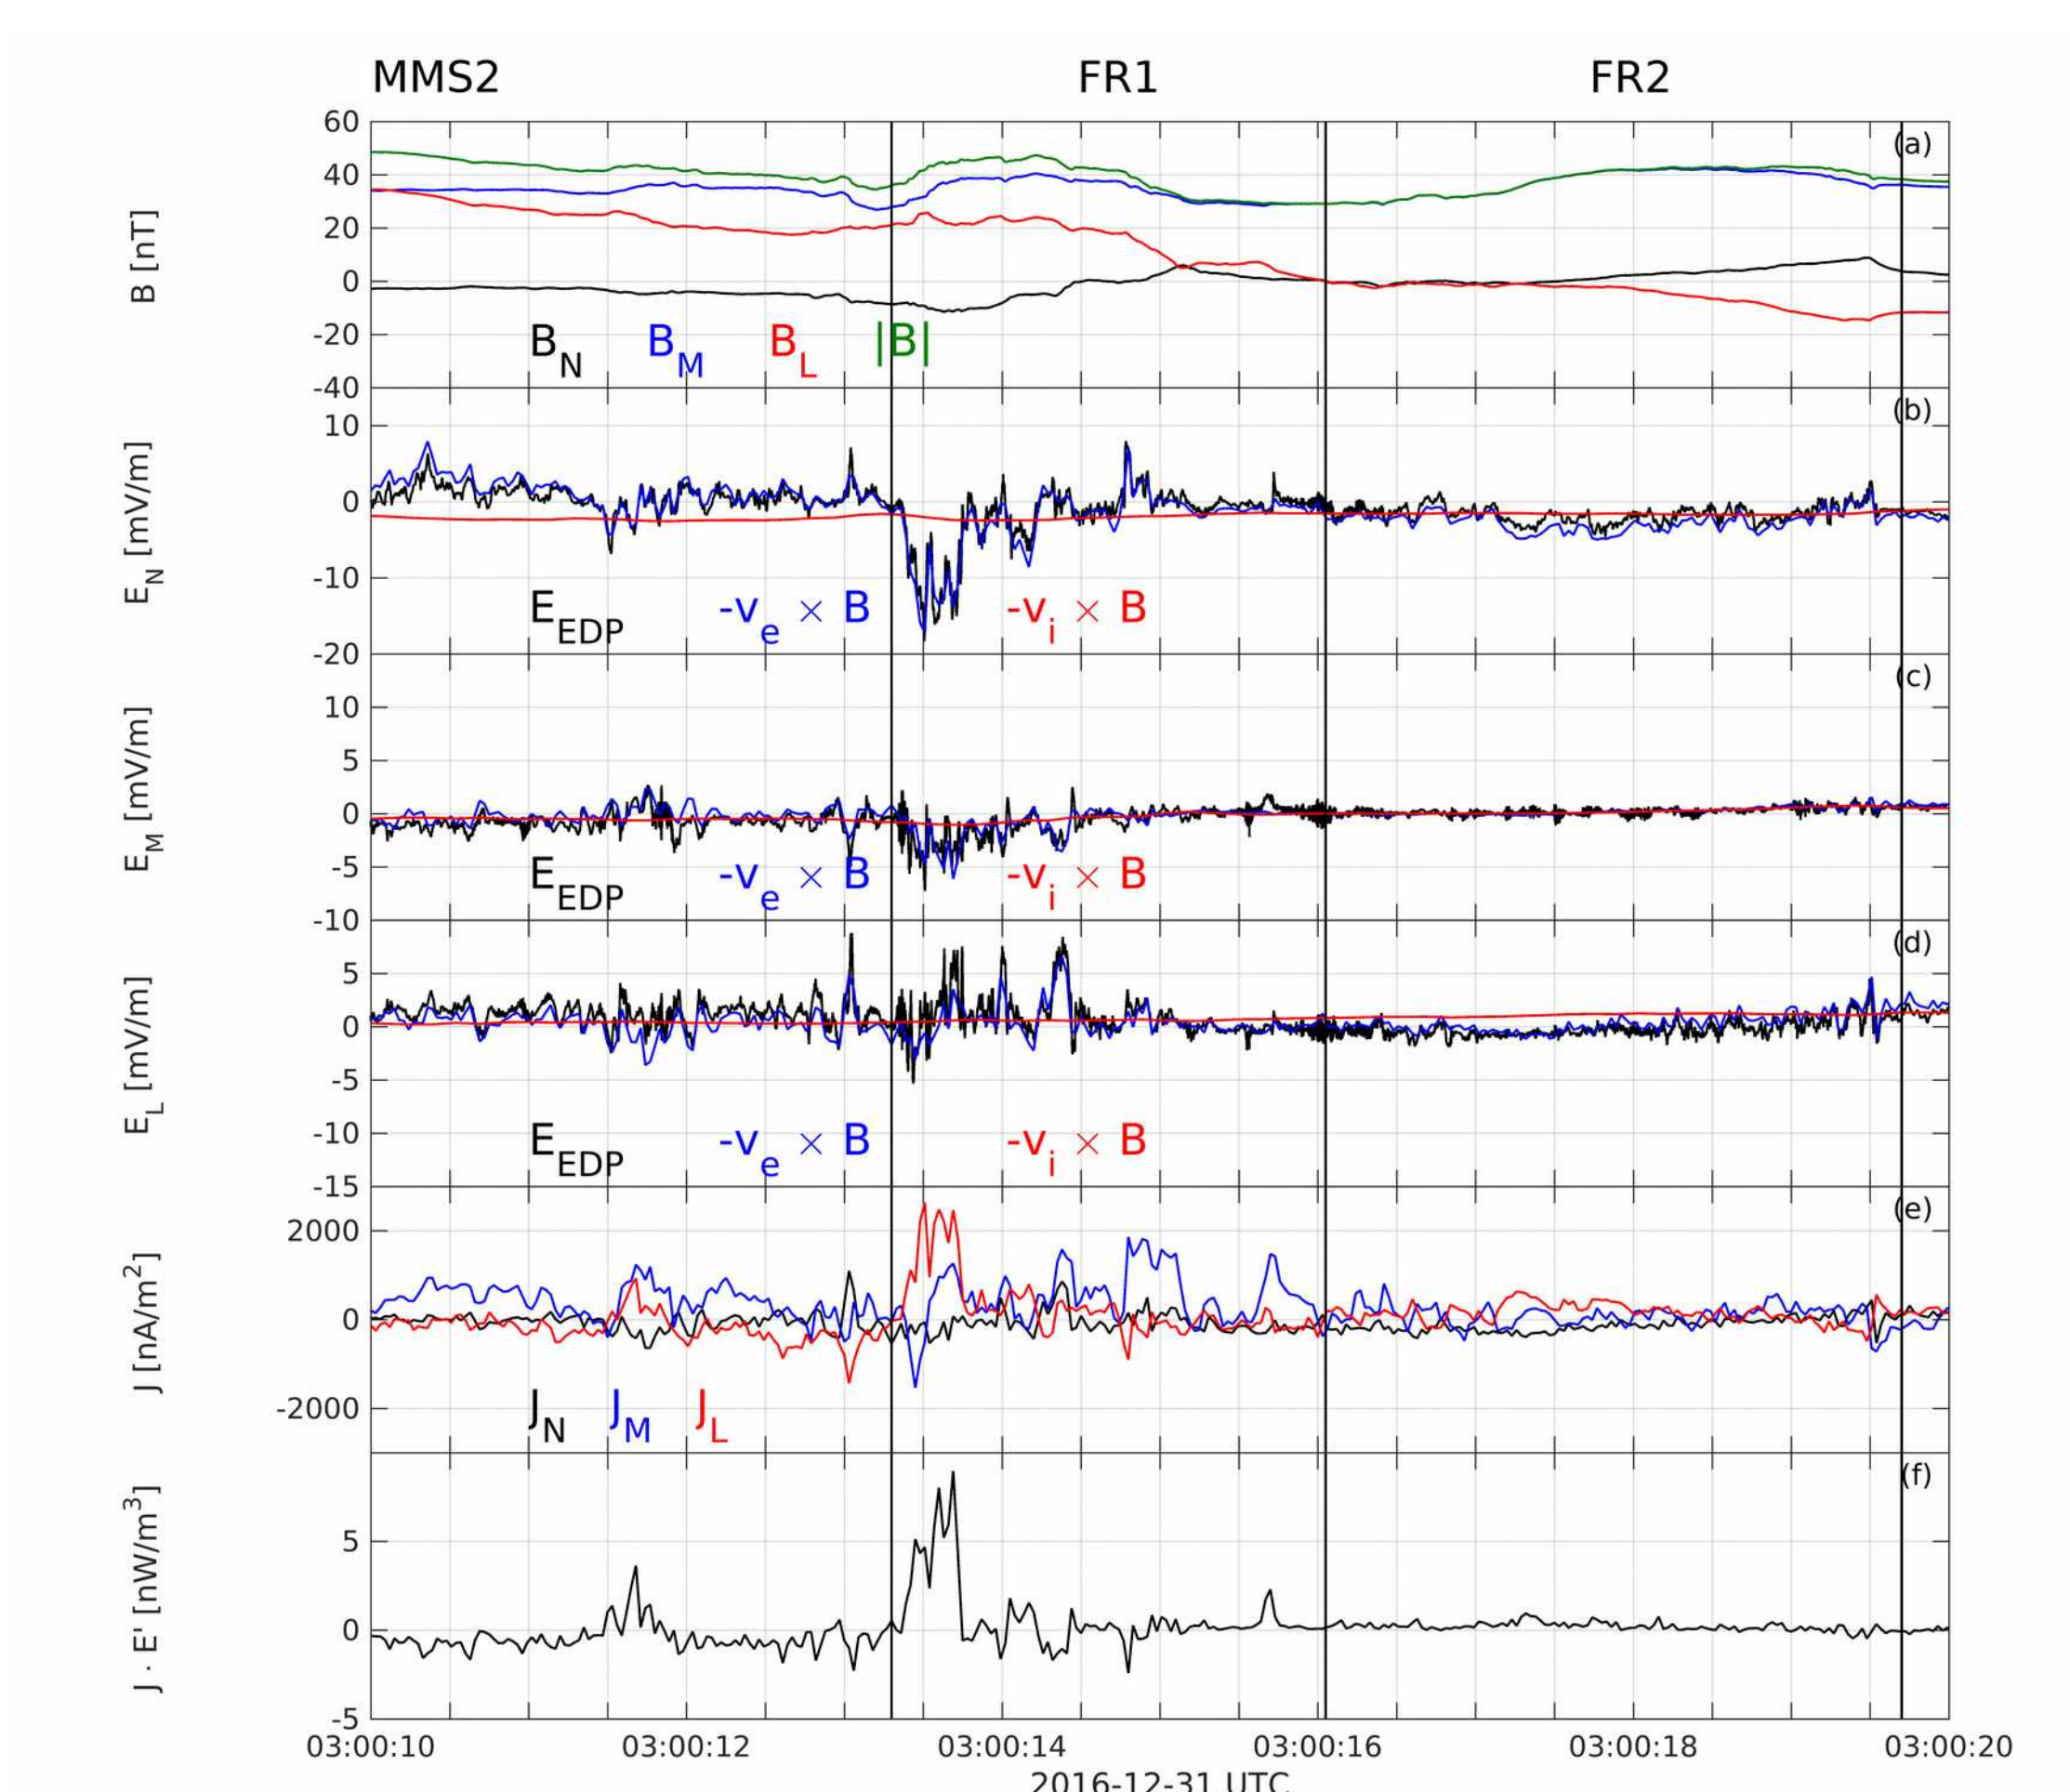 MMS2 FR1 FR2
(a)
B [nT]
60
40
20
0
-20
-40
B_N B_M B_L |B|
(b)
E_N [mV/m]
10
0
-10
-20
E_EDP -v_e × B -v_i × B
(c)
E_M [mV/m]
10
5
0
-5
-10
E_EDP -v_e × B -v_i × B
(d)
E_L [mV/m]
5
0
-5
-10
-15
E_EDP -v_e × B -v_i × B
(e)
J [nA/m²]
2000
0
-2000
J_N J_M J_L
(f)
J · E' [nW/m³]
5
0
-5
03:00:10 03:00:12 03:00:14 03:00:16 03:00:18 03:00:20
2016-12-31 UTC